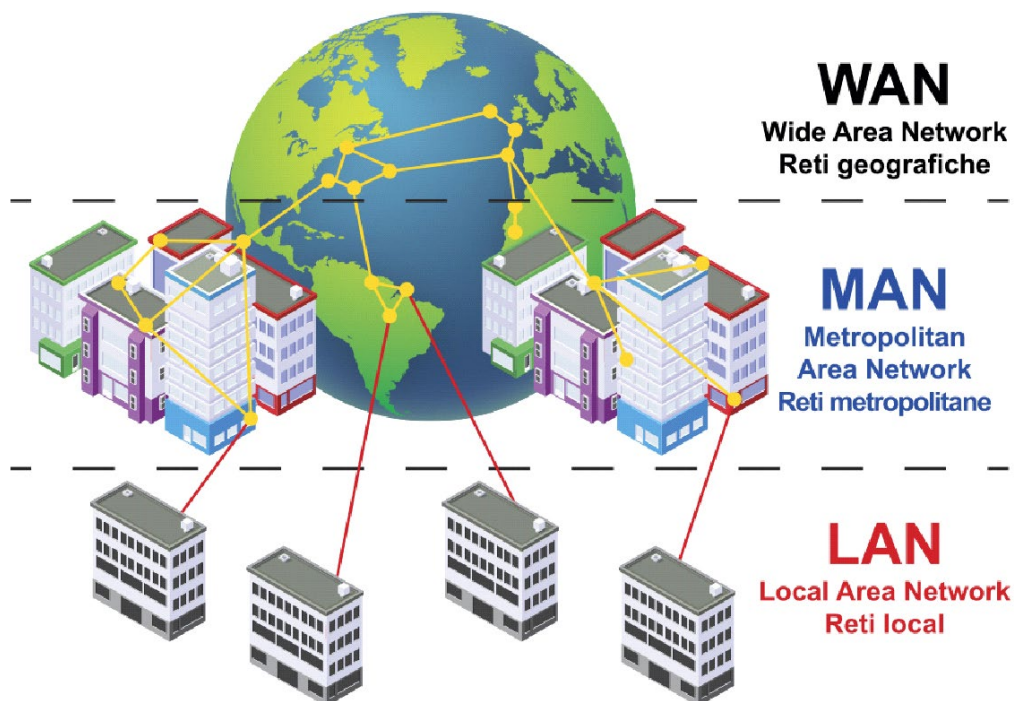 WAN
Wide Area Network
Reti geografiche
MAN
Metropolitan
Area Network
Reti metropolitane
LAN
Local Area Network
Reti local